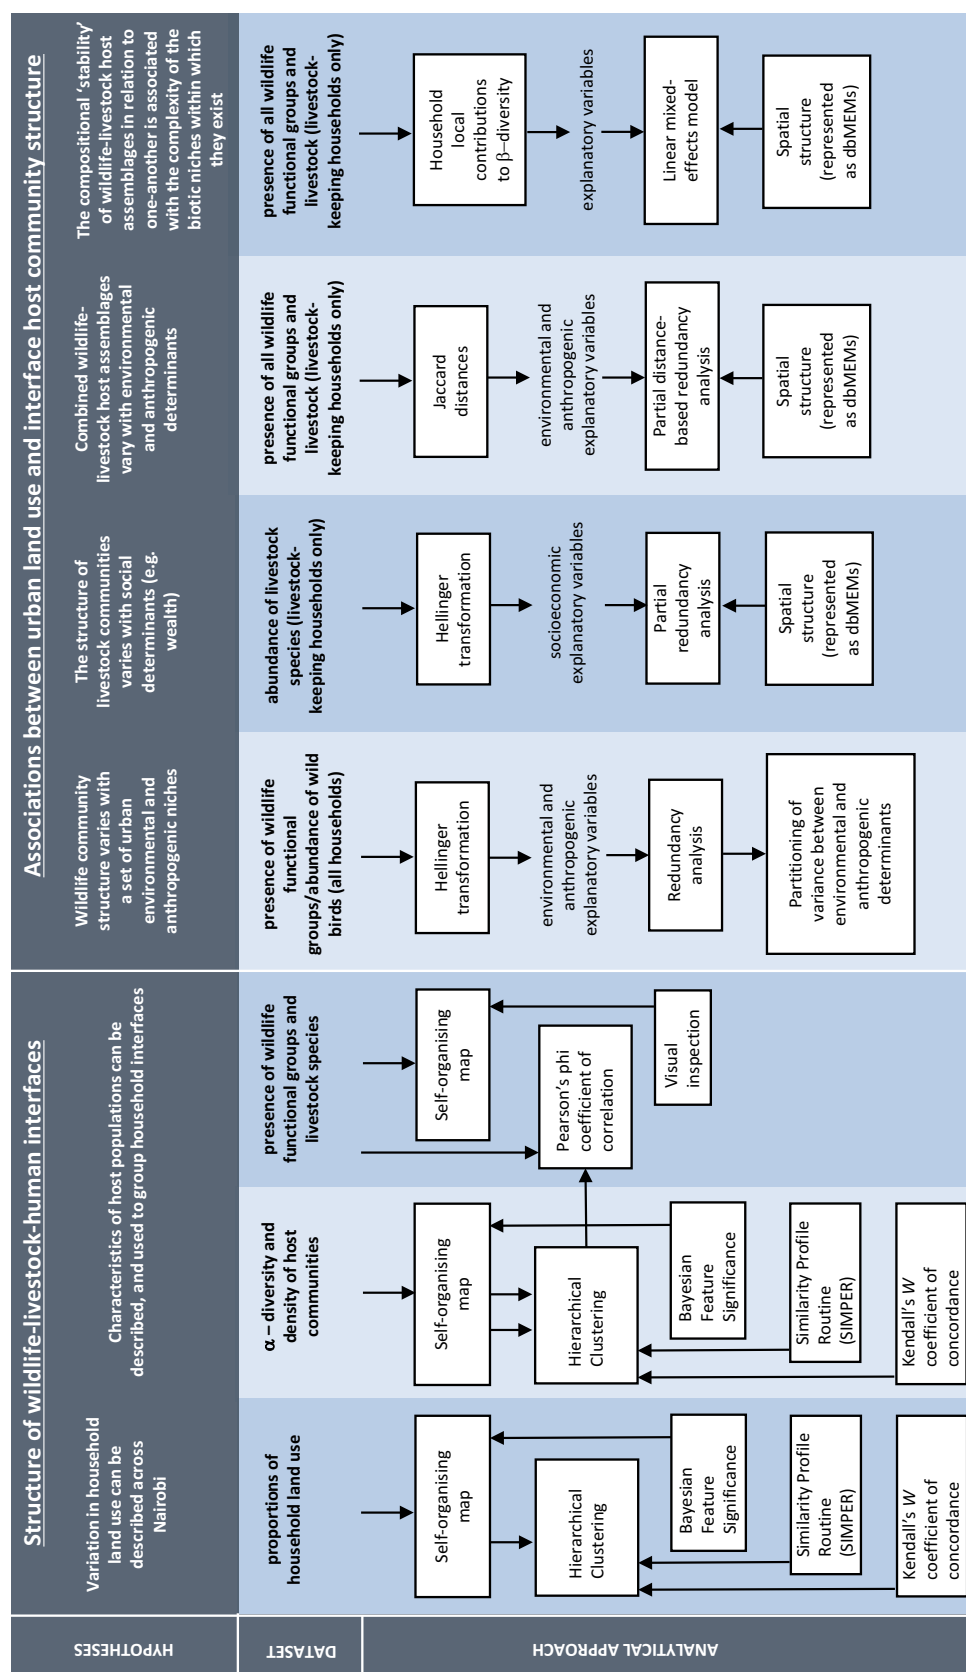 Structure of wildlife-livestock-human interfaces
Associations between urban land use and interface host community structure
HYPOTHESES
Variation in household
land use can be
described across
Nairobi
Characteristics of host populations can be
described, and used to group household interfaces
Wildlife community
structure varies with
a set of urban
environmental and
anthropogenic niches
The structure of
livestock communities
varies with social
determinants (e.g.
wealth)
Combined wildlife-
livestock host assemblages
vary with environmental
and anthropogenic
determinants
The compositional ‘stability’
of wildlife-livestock host
assemblages in relation to
one-another is associated
with the complexity of the
biotic niches within which
they exist
DATASET
proportions of
household land use
α – diversity and
density of host
communities
presence of wildlife
functional groups and
livestock species
presence of wildlife
functional
groups/abundance of wild
birds (all households)
abundance of livestock
species (livestock-
keeping households only)
presence of all wildlife
functional groups and
livestock (livestock-
keeping households only)
presence of all wildlife
functional groups and
livestock (livestock-
keeping households only)
ANALYTICAL APPROACH
Self-organising
map
Hierarchical
Clustering
Bayesian
Feature
Significance
Similarity Profile
Routine
(SIMPER)
Kendall’s W
coefficient of
concordance
Self-organising
map
Hierarchical
Clustering
Bayesian
Feature
Significance
Similarity Profile
Routine
(SIMPER)
Kendall’s W
coefficient of
concordance
Self-organising
map
Pearson’s phi
coefficient of
correlation
Visual
inspection
Hellinger
transformation
environmental and
anthropogenic
explanatory variables
Redundancy
analysis
Partitioning of
variance between
environmental and
anthropogenic
determinants
Hellinger
transformation
socioeconomic
explanatory variables
Partial
redundancy
analysis
Spatial
structure
(represented
as dbMEMs)
Jaccard
distances
environmental and
anthropogenic
explanatory variables
Partial distance-
based redundancy
analysis
Spatial
structure
(represented
as dbMEMs)
Household
local
contributions
to β–diversity
explanatory variables
Linear mixed-
effects model
Spatial
structure
(represented
as dbMEMs)